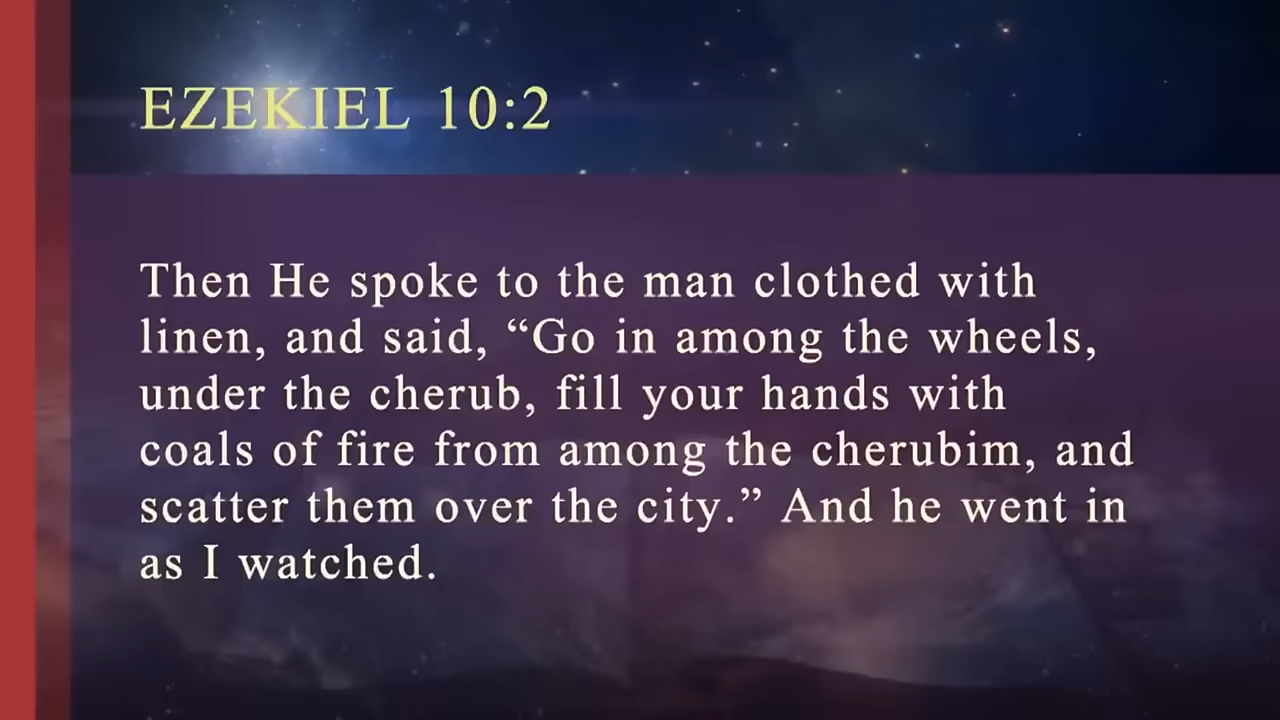 EZEKIEL 10:2
Then He spoke to the man clothed with
linen, and said, “Go in among the wheels,
under the cherub, fill your hands with
coals of fire from among the cherubim, and
scatter them over the city.” And he went in
as I watched.